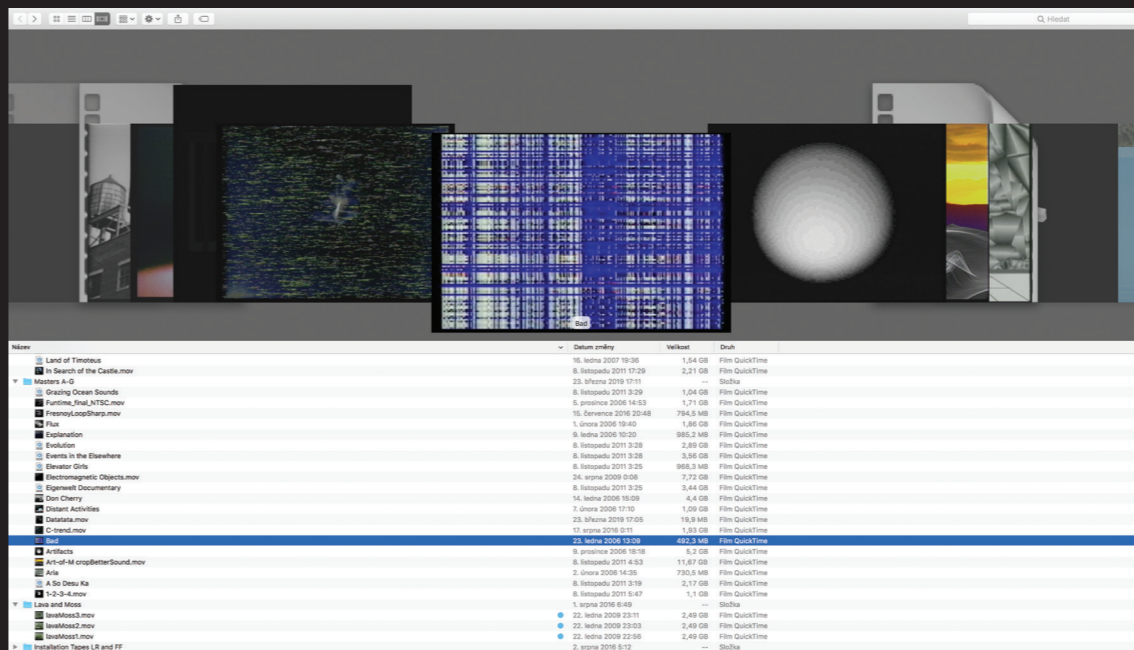 Hledat
Bad
Název Datum změny Velikost Druh
Land of Timoteus 16. ledna 2007 19:36 1,54 GB Film QuickTime
In Search of the Castle.mov 8. listopadu 2011 17:29 2,21 GB Film QuickTime
Masters A-G 23. března 2019 17:11 -- Složka
Grazing Ocean Sounds 8. listopadu 2011 3:29 1,04 GB Film QuickTime
Funtime_final_NTSC.mov 5. prosince 2006 14:53 1,71 GB Film QuickTime
FresnoyLoopSharp.mov 15. července 2016 20:48 794,5 MB Film QuickTime
Flux 1. února 2006 19:40 1,86 GB Film QuickTime
Explanation 9. ledna 2006 10:20 985,2 MB Film QuickTime
Evolution 8. listopadu 2011 3:28 2,89 GB Film QuickTime
Events in the Elsewhere 8. listopadu 2011 3:28 3,56 GB Film QuickTime
Elevator Girls 8. listopadu 2011 3:25 968,3 MB Film QuickTime
Electromagnetic Objects.mov 24. srpna 2009 0:08 7,72 GB Film QuickTime
Eigenwelt Documentary 8. listopadu 2011 3:25 3,44 GB Film QuickTime
Don Cherry 14. ledna 2006 15:09 4,4 GB Film QuickTime
Distant Activities 7. února 2006 17:10 1,09 GB Film QuickTime
Datatata.mov 23. března 2019 17:05 19,9 MB Film QuickTime
C-trend.mov 17. srpna 2016 0:11 1,93 GB Film QuickTime
Bad 23. ledna 2006 13:09 492,3 MB Film QuickTime
Artifacts 9. prosince 2006 18:18 5,2 GB Film QuickTime
Art-of-M cropBetterSound.mov 8. listopadu 2011 4:53 11,67 GB Film QuickTime
Aria 2. února 2006 14:35 730,5 MB Film QuickTime
A So Desu Ka 8. listopadu 2011 3:19 2,17 GB Film QuickTime
1-2-3-4.mov 8. listopadu 2011 5:47 1,1 GB Film QuickTime
Lava and Moss 1. srpna 2016 6:49 -- Složka
lavaMoss3.mov 22. ledna 2009 23:11 2,49 GB Film QuickTime
lavaMoss2.mov 22. ledna 2009 23:03 2,49 GB Film QuickTime
lavaMoss1.mov 22. ledna 2009 22:56 2,49 GB Film QuickTime
Installation Tapes LR and FF 2. srpna 2016 5:12 -- Složka